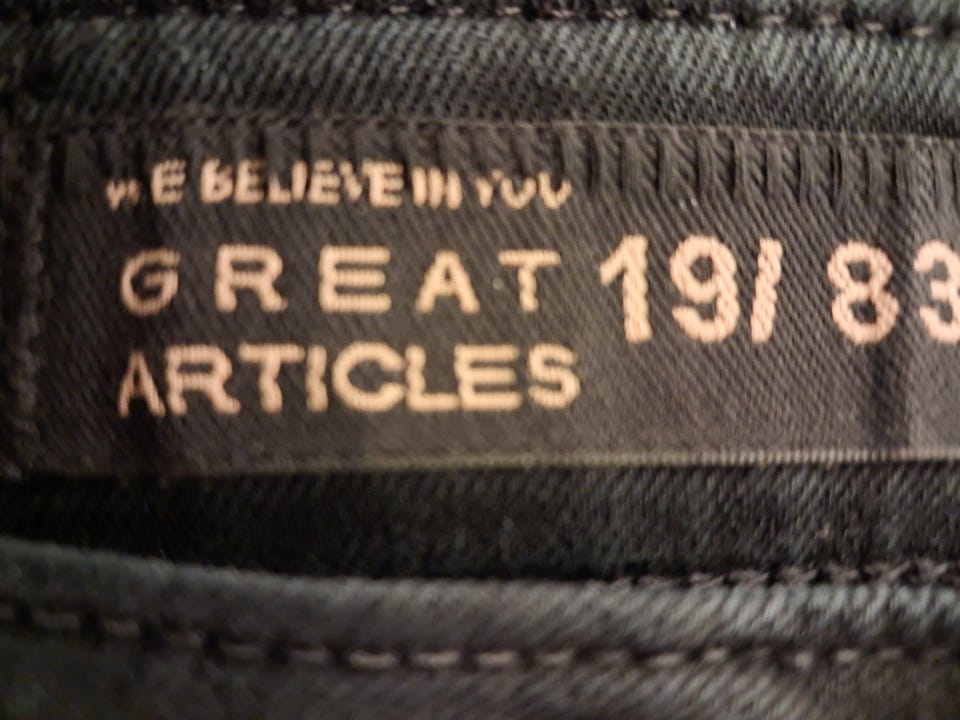 WE BELIEVE IN YOU
GREAT 19/ 83
ARTICLES